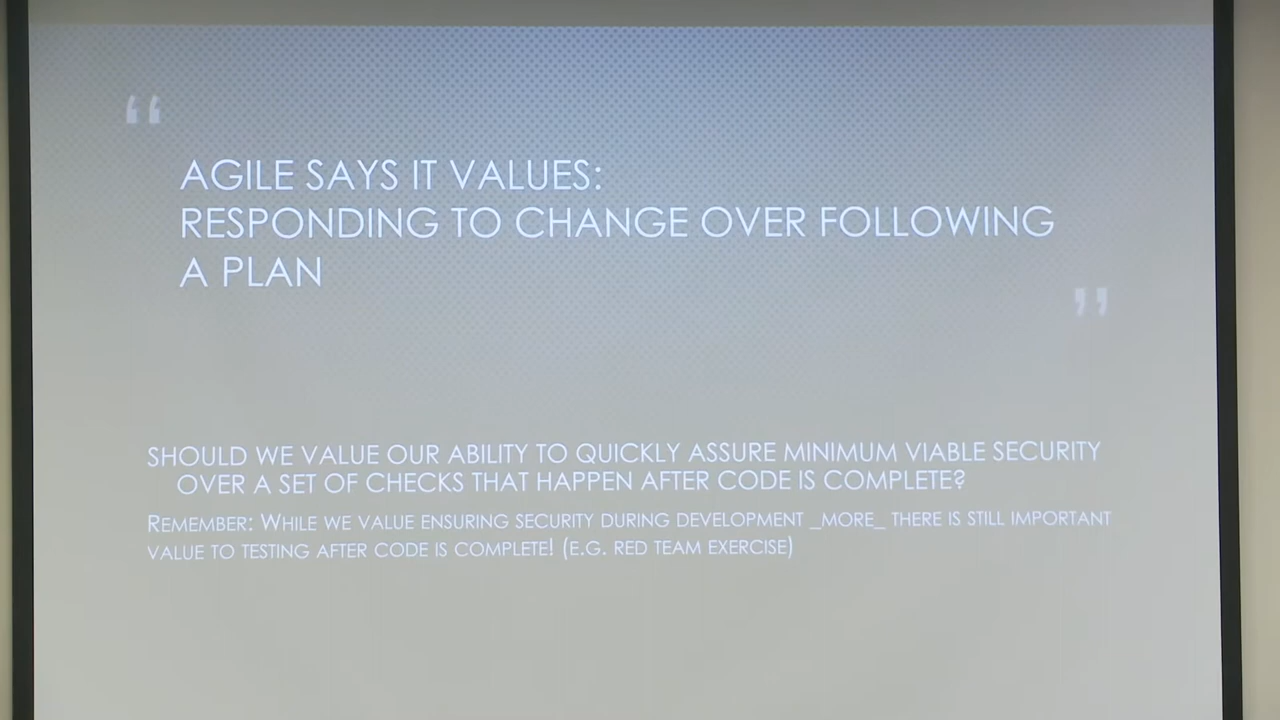 “
AGILE SAYS IT VALUES:
RESPONDING TO CHANGE OVER FOLLOWING
A PLAN
”
SHOULD WE VALUE OUR ABILITY TO QUICKLY ASSURE MINIMUM VIABLE SECURITY
OVER A SET OF CHECKS THAT HAPPEN AFTER CODE IS COMPLETE?
REMEMBER: WHILE WE VALUE ENSURING SECURITY DURING DEVELOPMENT _MORE_ THERE IS STILL IMPORTANT
VALUE TO TESTING AFTER CODE IS COMPLETE! (E.G. RED TEAM EXERCISE)